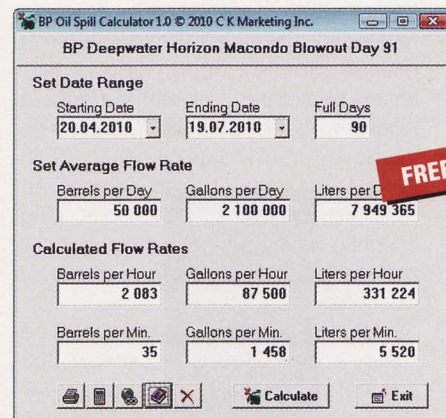 BP Oil Spill Calculator 1.0 © 2010 C K Marketing Inc.
BP Deepwater Horizon Macondo Blowout Day 91
Set Date Range
Starting Date Ending Date Full Days
20.04.2010 19.07.2010 90
Set Average Flow Rate
Barrels per Day Gallons per Day Liters per
50 000 2 100 000 7 949 365
Calculated Flow Rates
Barrels per Hour Gallons per Hour Liters per Hour
2 083 87 500 331 224
Barrels per Min. Gallons per Min. Liters per Min.
35 1 458 5 520
Calculate Exit